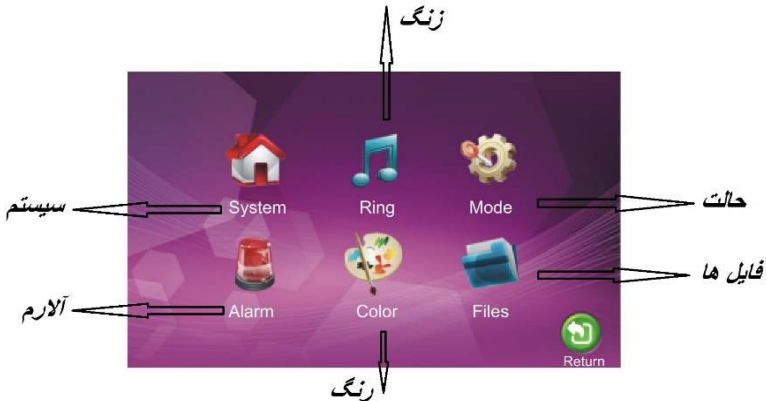 زنگ
System
Ring
Mode
سیستم
حالت
Alarm
Color
Files
آلارم
فایل ها
Return
رنگ